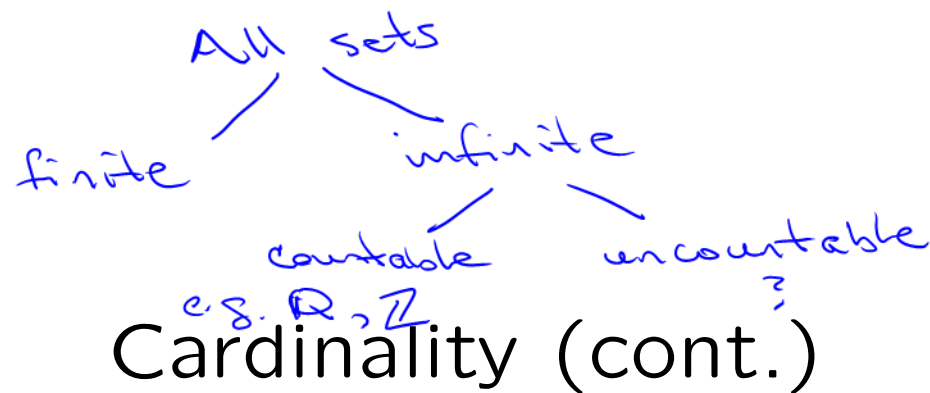 All sets
finite infinite
countable uncountable
e.g. ℚ, ℤ ?
Cardinality (cont.)